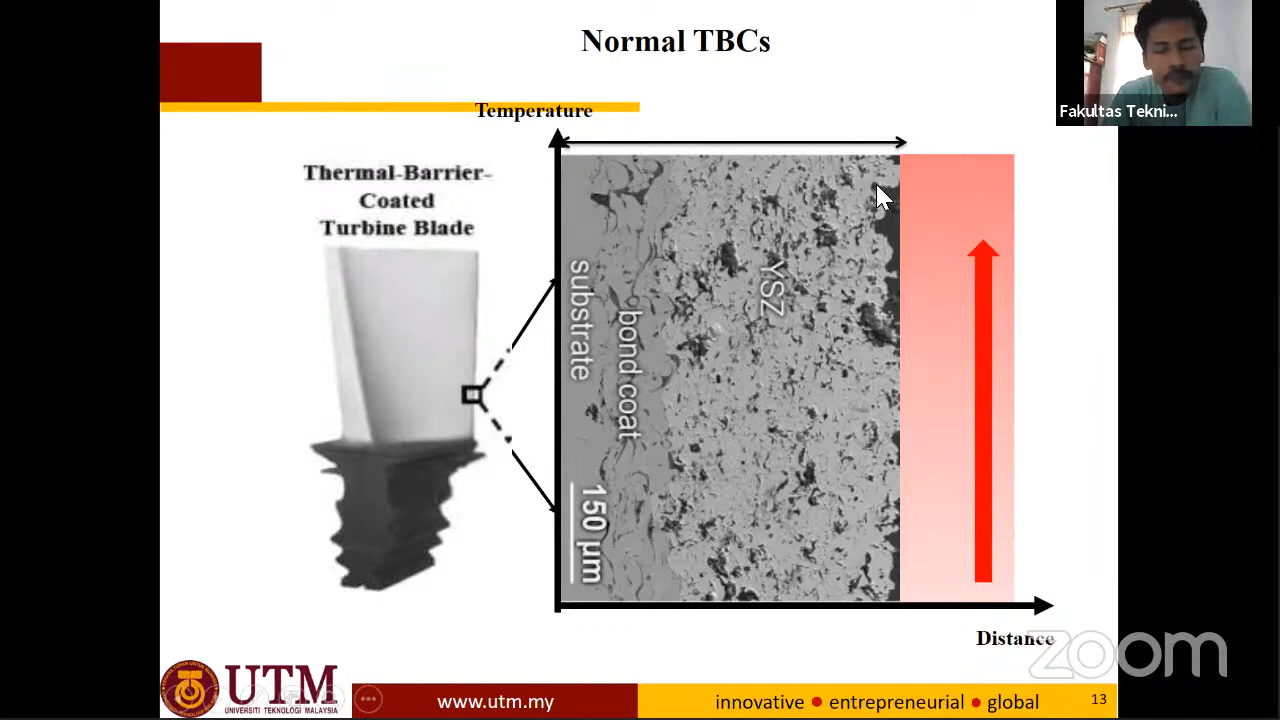 Normal TBCs
Fakultas Tekni...
Temperature
Thermal-Barrier-
Coated
Turbine Blade
substrate
bond coat
YSZ
150 µm
Distance
zoom
UTM
UNIVERSITI TEKNOLOGI MALAYSIA
www.utm.my
innovative ● entrepreneurial ● global
13